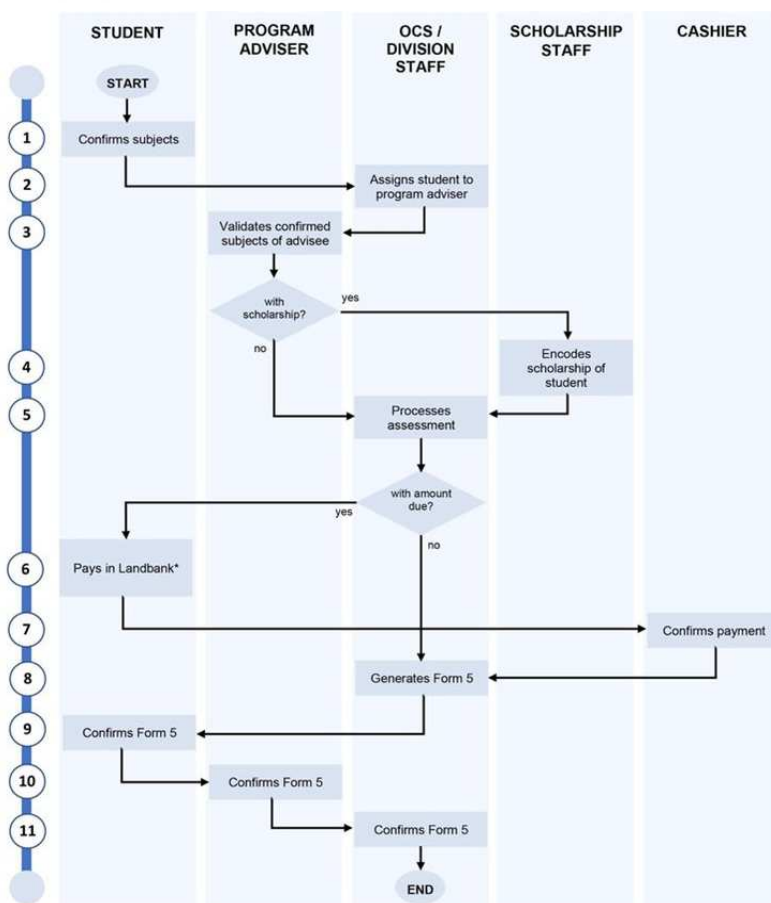 STUDENT
PROGRAM
ADVISER
OCS /
DIVISION
STAFF
SCHOLARSHIP
STAFF
CASHIER
START
1
Confirms subjects
2
Assigns student to
program adviser
3
Validates confirmed
subjects of advisee
with
scholarship?
yes
no
4
Encodes
scholarship of
student
5
Processes
assessment
with amount
due?
yes
no
6
Pays in Landbank*
7
Confirms payment
8
Generates Form 5
9
Confirms Form 5
10
Confirms Form 5
11
Confirms Form 5
END